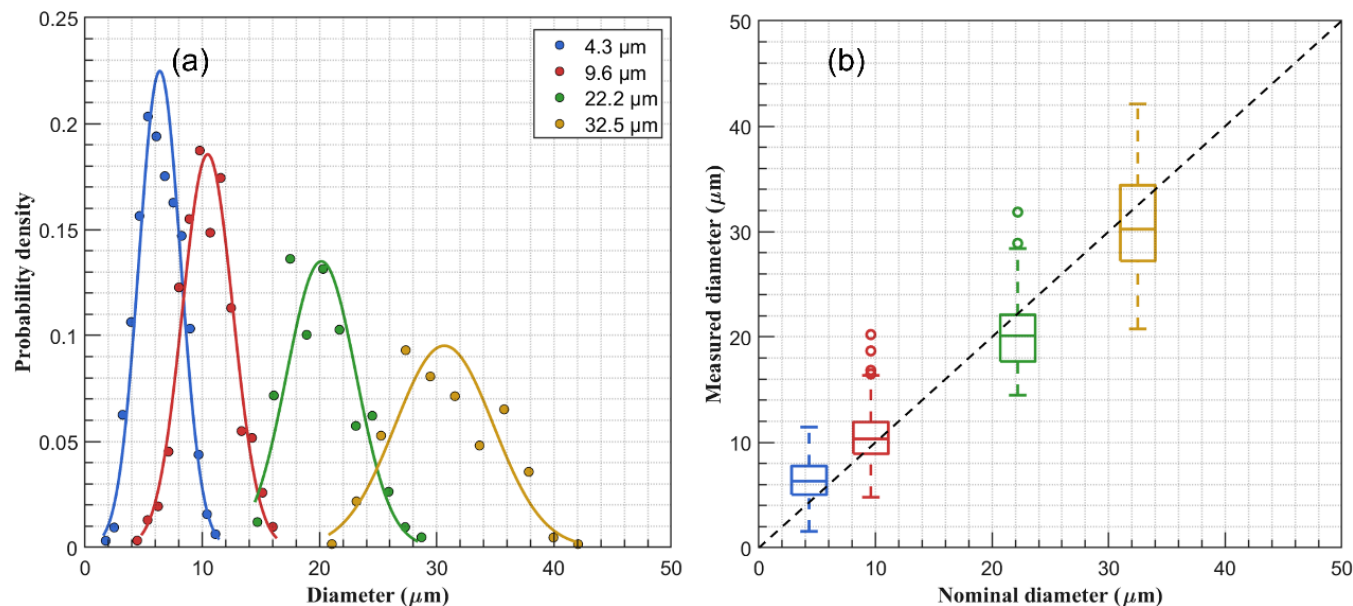 (a)
4.3 μm
9.6 μm
22.2 μm
32.5 μm
0.25
0.2
0.15
0.1
0.05
0
Probability density
0 10 20 30 40 50
Diameter (μm)
(b)
50
40
30
20
10
0
Measured diameter (μm)
0 10 20 30 40 50
Nominal diameter (μm)